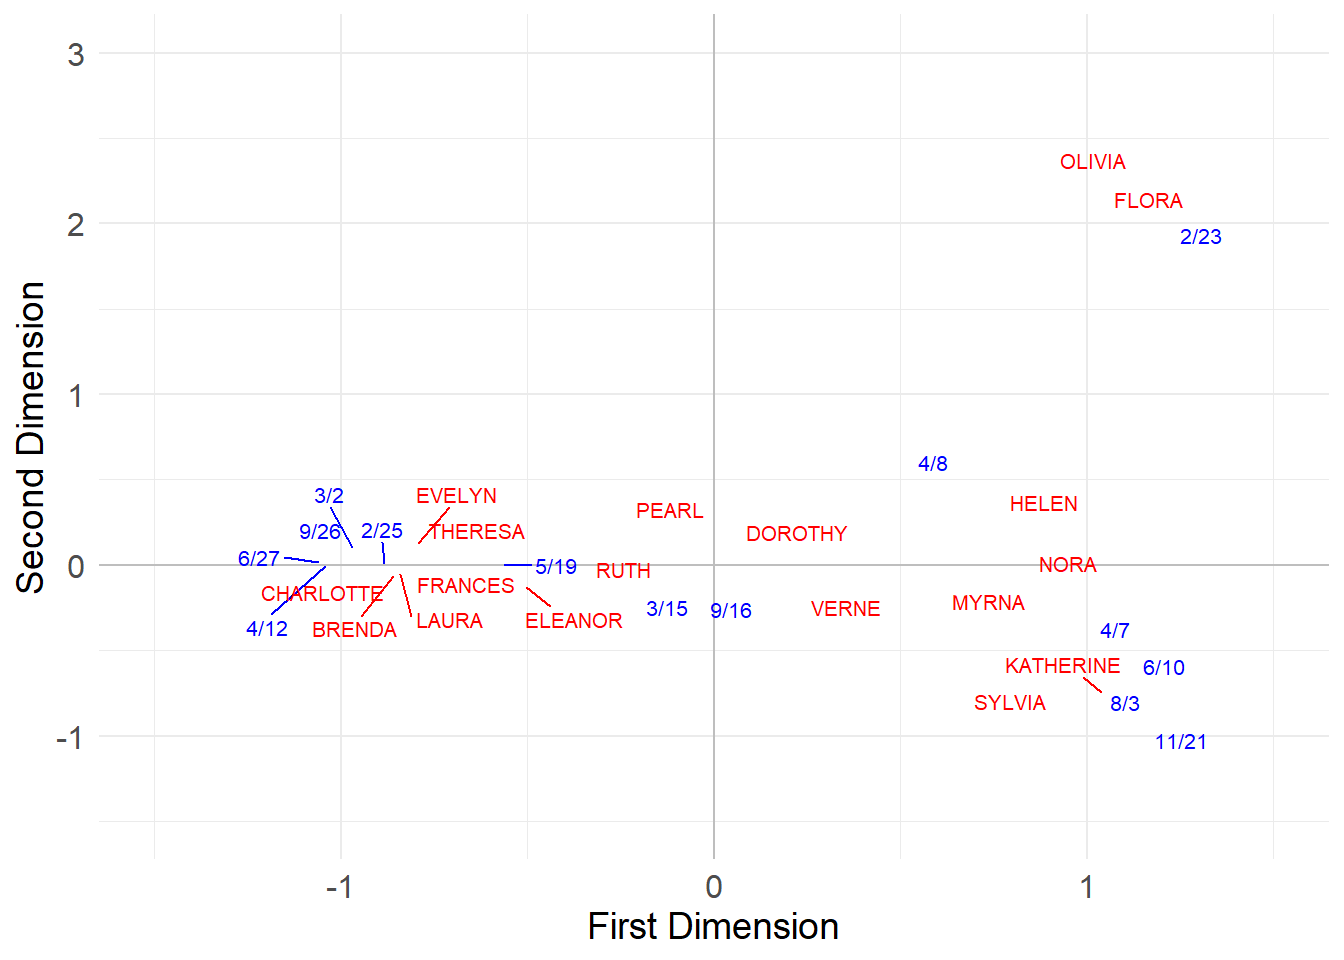 3
OLIVIA
FLORA
2
2/23
Second Dimension
1
4/8
3/2
EVELYN
HELEN
PEARL
9/26
2/25
THERESA
DOROTHY
6/27
0
5/19
RUTH
NORA
CHARLOTTE
FRANCES
MYRNA
3/15
9/16
VERNE
4/12
BRENDA
LAURA
ELEANOR
4/7
KATHERINE
6/10
SYLVIA
8/3
-1
11/21
-1
0
1
First Dimension